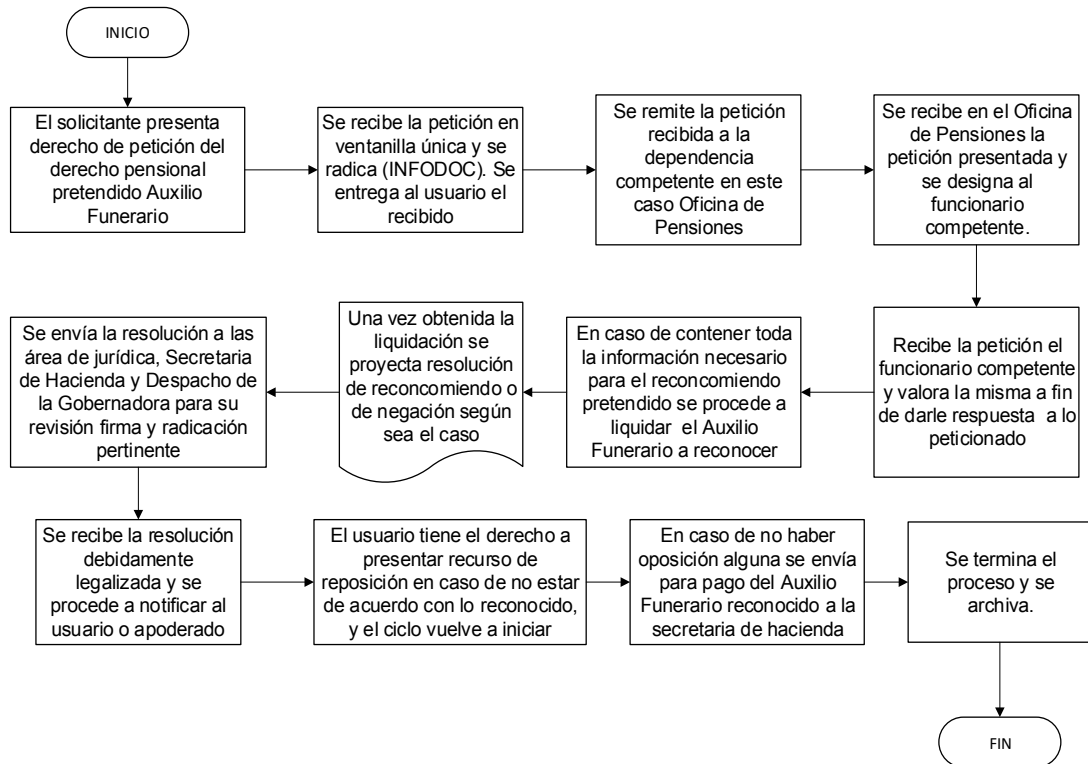 INICIO
El solicitante presenta
derecho de petición del
derecho pensional
pretendido Auxilio
Funerario
Se recibe la petición en
ventanilla única y se
radica (INFODOC). Se
entrega al usuario el
recibido
Se remite la petición
recibida a la
dependencia
competente en este
caso Oficina de
Pensiones
Se recibe en el Oficina
de Pensiones la
petición presentada y
se designa al
funcionario
competente.
Recibe la petición el
funcionario competente
y valora la misma a fin
de darle respuesta a lo
peticionado
En caso de contener toda
la información necesario
para el reconcomiendo
pretendido se procede a
liquidar el Auxilio
Funerario a reconocer
Una vez obtenida la
liquidación se
proyecta resolución
de reconcomiendo o
de negación según
sea el caso
Se envía la resolución a las
área de jurídica, Secretaria
de Hacienda y Despacho de
la Gobernadora para su
revisión firma y radicación
pertinente
Se recibe la resolución
debidamente
legalizada y se
procede a notificar al
usuario o apoderado
El usuario tiene el derecho a
presentar recurso de
reposición en caso de no estar
de acuerdo con lo reconocido,
y el ciclo vuelve a iniciar
En caso de no haber
oposición alguna se envía
para pago del Auxilio
Funerario reconocido a la
secretaria de hacienda
Se termina el
proceso y se
archiva.
FIN